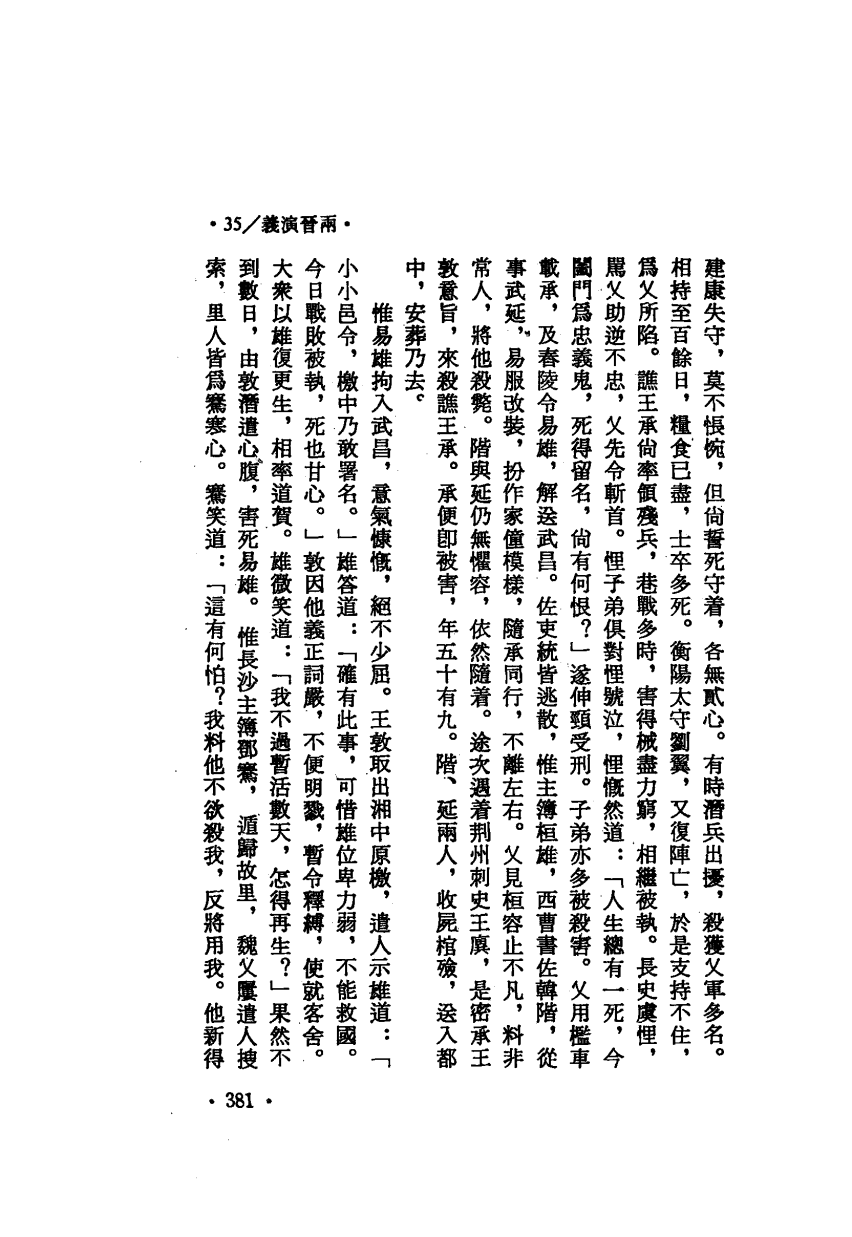 ·35／義演晉兩·
建康失守，莫不悵惋，但尙誓死守着，各無貳心。有時潛兵出擾，殺獲乂軍多名。
相持至百餘日，糧食已盡，士卒多死。衡陽太守劉翼，又復陣亡，於是支持不住，
爲乂所陷。譙王承尙率領殘兵，巷戰多時，害得械盡力窮，相繼被執。長史虞悝，
罵乂助逆不忠，乂先令斬首。悝子弟俱對悝號泣，悝慨然道：「人生總有一死，今
闔門爲忠義鬼，死得留名，尙有何恨？」遂伸頸受刑。子弟亦多被殺害。乂用檻車
載承，及舂陵令易雄，解送武昌。佐吏統皆逃散，惟主簿桓雄，西曹書佐韓階，從
事武延，易服改裝，扮作家僮模樣，隨承同行，不離左右。乂見桓容止不凡，料非
常人，將他殺斃。階與延仍無懼容，依然隨着。途次遇着荆州刺史王廙，是密承王
敦意旨，來殺譙王承。承便卽被害，年五十有九。階、延兩人，收屍棺殮，送入都
中，安葬乃去。
惟易雄拘入武昌，意氣慷慨，絕不少屈。王敦取出湘中原檄，遣人示雄道：「
小小邑令，檄中乃敢署名。」雄答道：「確有此事，可惜雄位卑力弱，不能救國。
今日戰敗被執，死也甘心。」敦因他義正詞嚴，不便明戮，暫令釋縛，使就客舍。
大衆以雄復更生，相率道賀。雄微笑道：「我不過暫活數天，怎得再生？」果然不
到數日，由敦潛遣心腹，害死易雄。惟長沙主簿鄧騫，遁歸故里，魏乂屢遣人搜
索，里人皆爲騫寒心。騫笑道：「這有何怕？我料他不欲殺我，反將用我。他新得
·381·